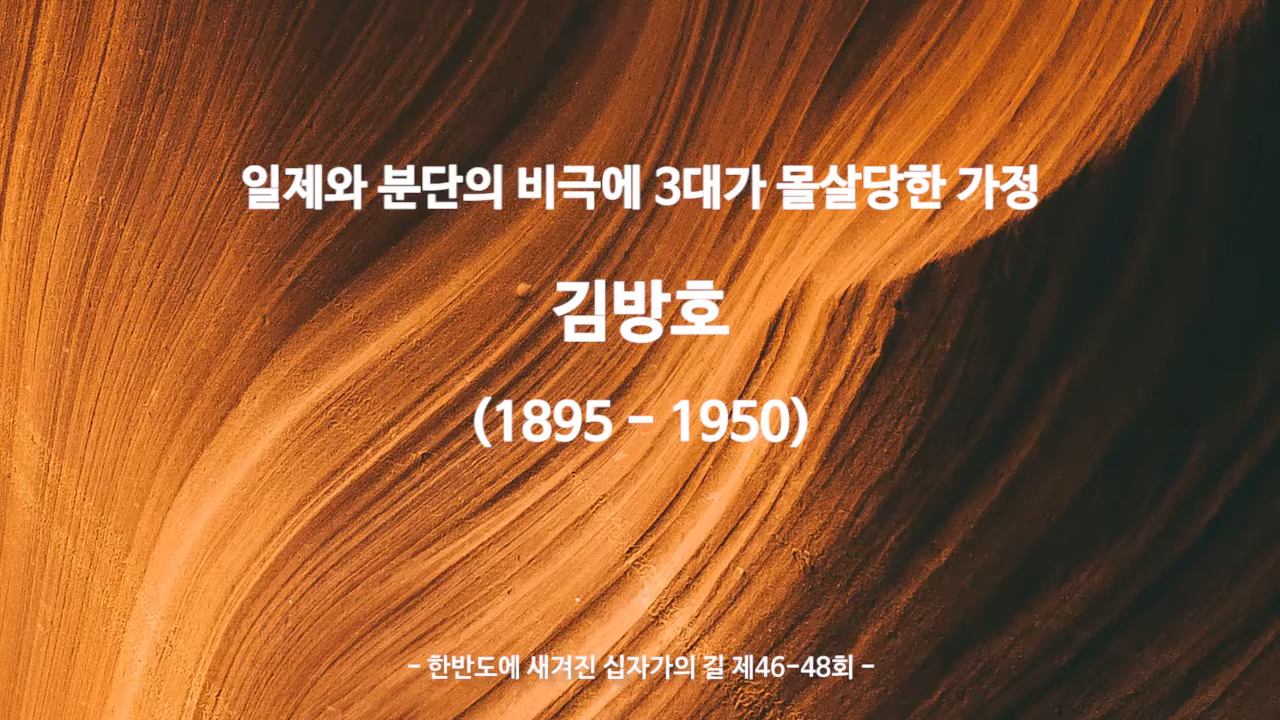 일제와 분단의 비극에 3대가 몰살당한 가정
김방호
(1895 - 1950)
- 한반도에 새겨진 십자가의 길 제46-48회 -